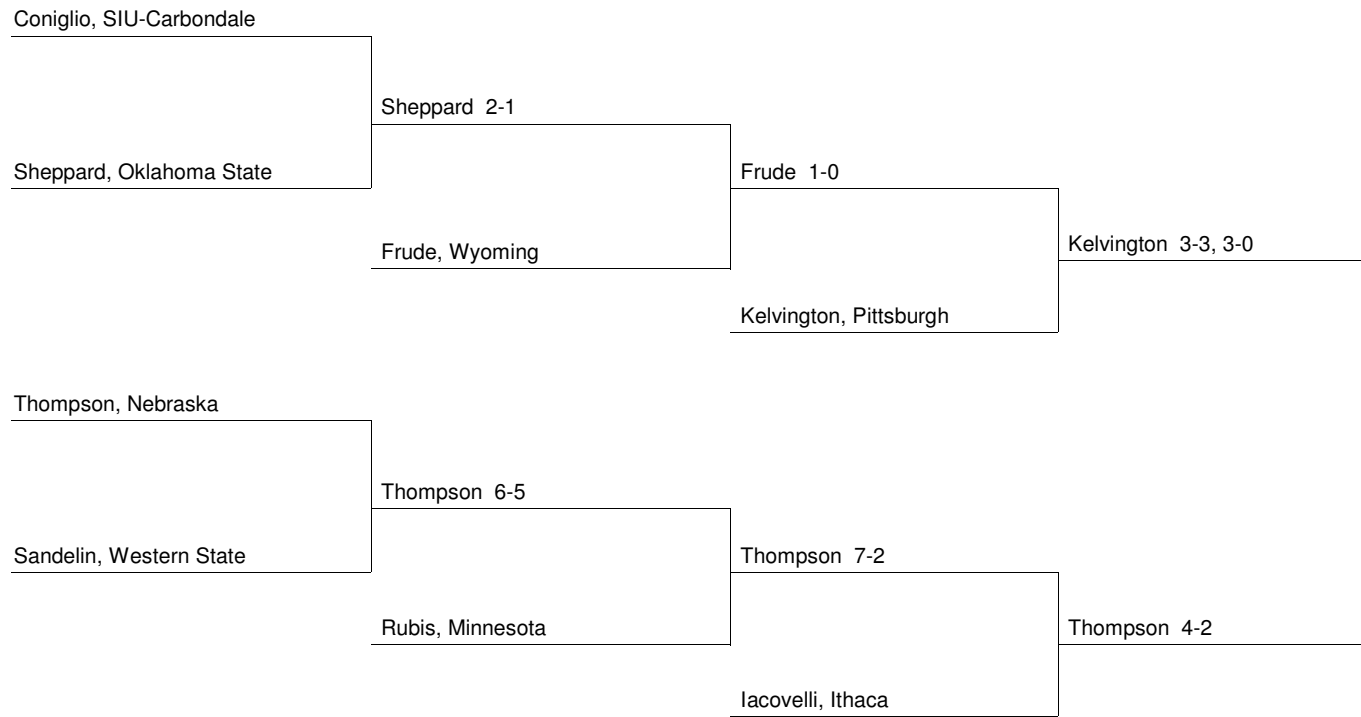 Coniglio, SIU-Carbondale
Sheppard 2-1
Sheppard, Oklahoma State
Frude 1-0
Frude, Wyoming
Kelvington 3-3, 3-0
Kelvington, Pittsburgh
Thompson, Nebraska
Thompson 6-5
Sandelin, Western State
Thompson 7-2
Rubis, Minnesota
Thompson 4-2
Iacovelli, Ithaca